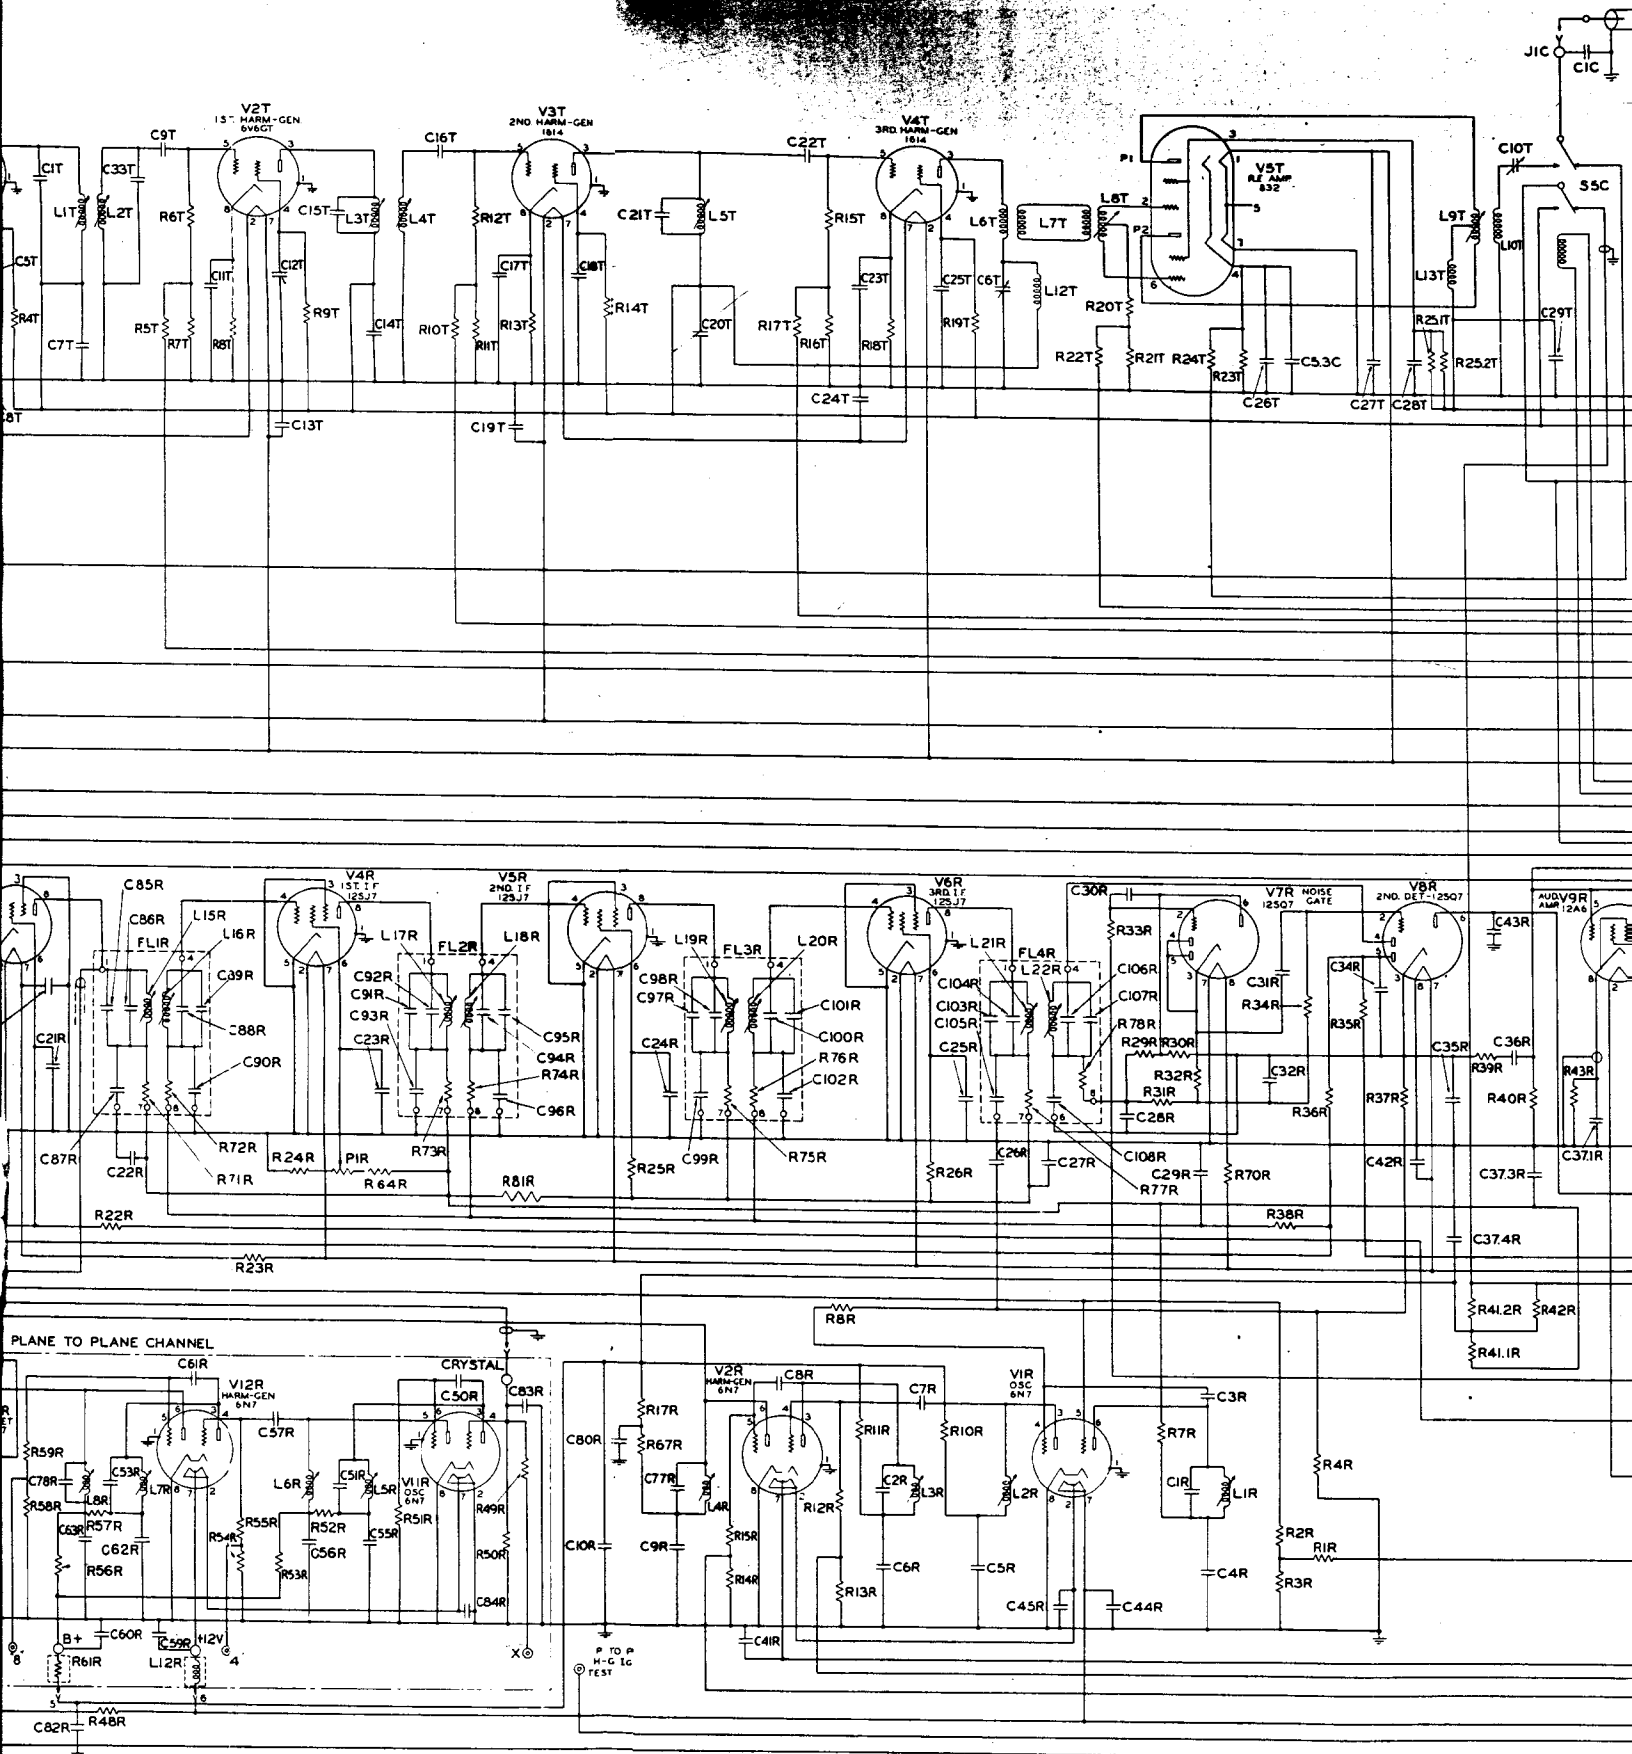 J1C
C1C
V2T
1ST. HARM-GEN
6V6GT
V3T
2ND HARM-GEN
1614
V4T
3RD. HARM-GEN
1614
V5T
R.F. AMP.
832
P1
P2
C1T
C33T
C9T
C16T
C22T
C10T
S5C
L1T
L2T
R6T
C15T
L3T
L4T
R12T
C21T
L5T
R15T
L6T
L7T
L8T
L9T
L10T
C5T
C11T
C12T
C17T
C18T
C23T
C25T
C6T
L12T
L13T
R4T
C7T
R5T
R7T
R8T
R9T
C14T
R10T
R11T
R13T
R14T
C20T
R17T
R16T
R18T
R19T
R20T
R22T
R21T
R24T
R23T
C26T
C5.3C
C27T
C28T
R25.1T
R25.2T
C29T
C8T
C13T
C19T
C24T
V4R
1ST. I F
12SJ7
V5R
2ND. I F
12SJ7
V6R
3RD. I F
12SJ7
V7R NOISE
12SQ7 GATE
V8R
2ND. DET-12SQ7
AUD V9R
AMP. 12A6
C85R
C86R
L15R
L16R
FL1R
C89R
C88R
C90R
C21R
C87R
C22R
R72R
R71R
L17R
FL2R
L18R
C92R
C91R
C93R
C23R
C95R
C94R
R74R
C96R
R73R
R24R
P1R
R64R
R81R
L19R
FL3R
L20R
C98R
C97R
C24R
C101R
C100R
R76R
C102R
C99R
R75R
R25R
R26R
L21R
FL4R
L22R
C104R
C103R
C105R
C25R
C106R
C107R
R78R
C26R
C27R
C108R
R77R
C30R
R33R
R29R
R30R
R32R
R31R
C28R
C29R
R70R
C31R
R34R
C32R
R36R
R38R
C34R
R35R
R37R
C42R
C43R
C35R
R39R
C36R
R40R
R43R
C37.1R
C37.3R
C37.4R
R41.2R
R42R
R41.1R
R22R
R23R
PLANE TO PLANE CHANNEL
C61R
V12R
HARM-GEN
6N7
CRYSTAL
C50R
C83R
R59R
C78R
R58R
C53R
L8R
L7R
C63R
R57R
C62R
R56R
C57R
R55R
R54R
L6R
C51R
L5R
R52R
C56R
C55R
R53R
V11R
OSC
6N7
R51R
R49R
R50R
C84R
B+
C60R
C59R
+12V
R61R
L12R
C82R
R48R
X
P TO P
H-G IG
TEST
R8R
V2R
HARM-GEN
6N7
C8R
C7R
V1R
OSC
6N7
C3R
R17R
C80R
R67R
C77R
L4R
C10R
C9R
R15R
R14R
R12R
R13R
R11R
C2R
L3R
C6R
R10R
L2R
C5R
C45R
C44R
C41R
R7R
C1R
L1R
C4R
R4R
R2R
R1R
R3R